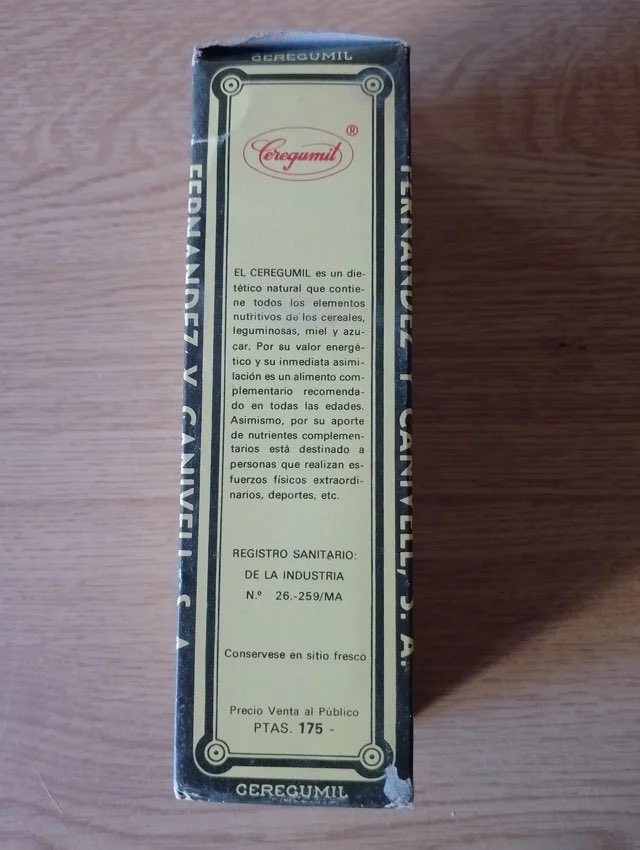 CEREGUMIL
Ceregumil ®
EL CEREGUMIL es un die-
tético natural que contie-
ne todos los elementos
nutritivos de los cereales,
leguminosas, miel y azu-
car. Por su valor energé-
tico y su inmediata asimi-
lación es un alimento com-
plementario recomenda-
do en todas las edades.
Asimismo, por su aporte
de nutrientes complemen-
tarios está destinado a
personas que realizan es-
fuerzos físicos extraordi-
narios, deportes, etc.
REGISTRO SANITARIO:
DE LA INDUSTRIA
N.º 26.-259/MA
Conservese en sitio fresco
Precio Venta al Público
PTAS. 175 -
CEREGUMIL
FERNANDEZ Y CANIVELL, S. A.
FERNANDEZ Y CANIVELL, S. A.